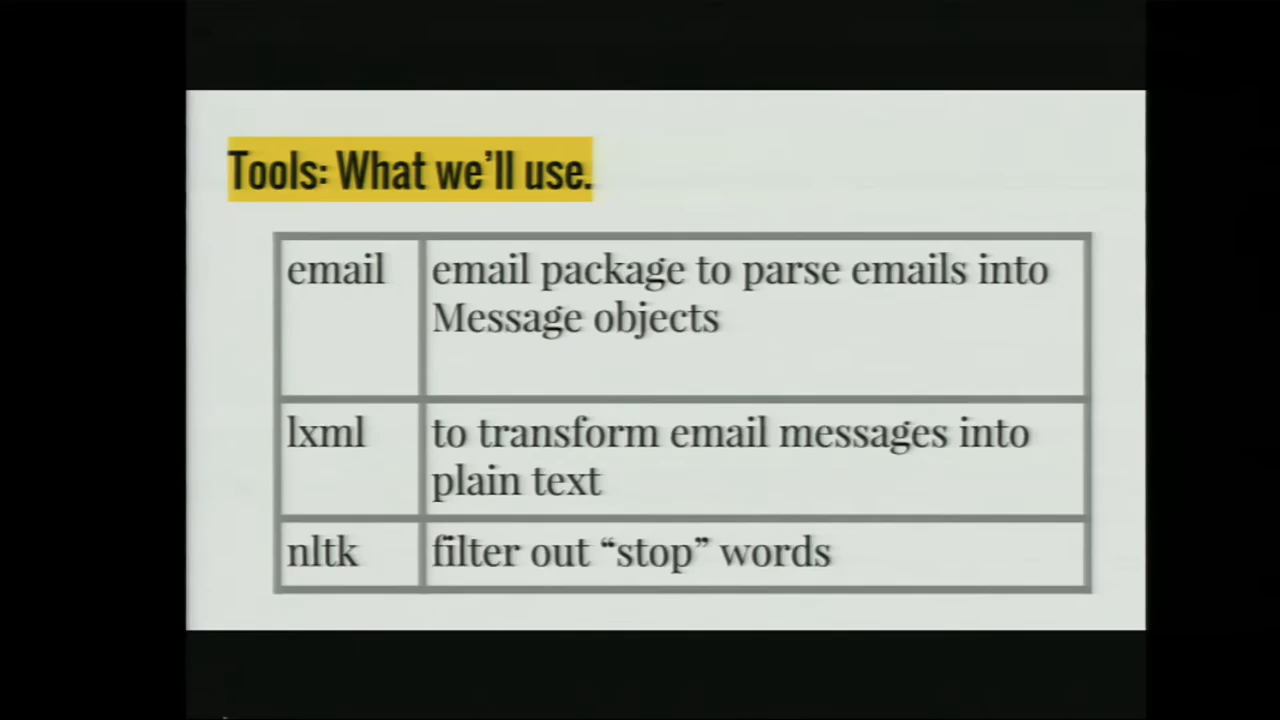 Tools: What we'll use.
email
email package to parse emails into
Message objects
lxml
to transform email messages into
plain text
nltk
filter out “stop” words